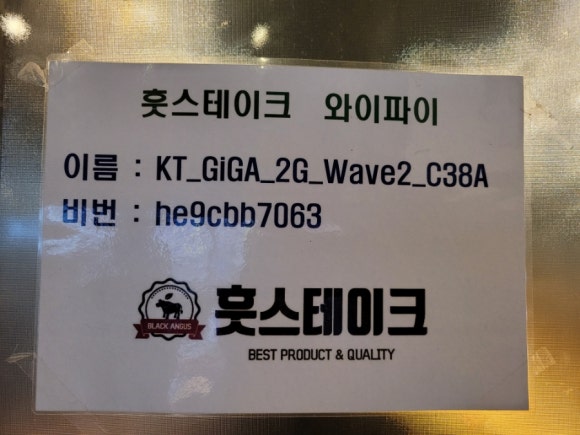 훗스테이크 와이파이
이름 : KT_GiGA_2G_Wave2_C38A
비번 : he9cbb7063
BLACK ANGUS
훗스테이크
BEST PRODUCT & QUALITY